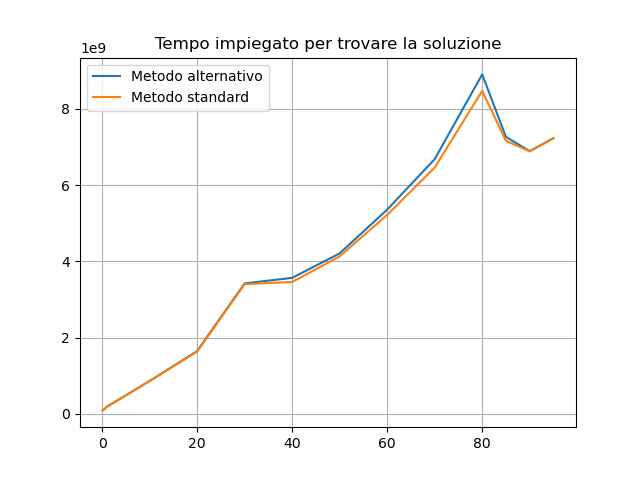 Tempo impiegato per trovare la soluzione
1e9
Metodo alternativo
Metodo standard
8
6
4
2
0
0 20 40 60 80